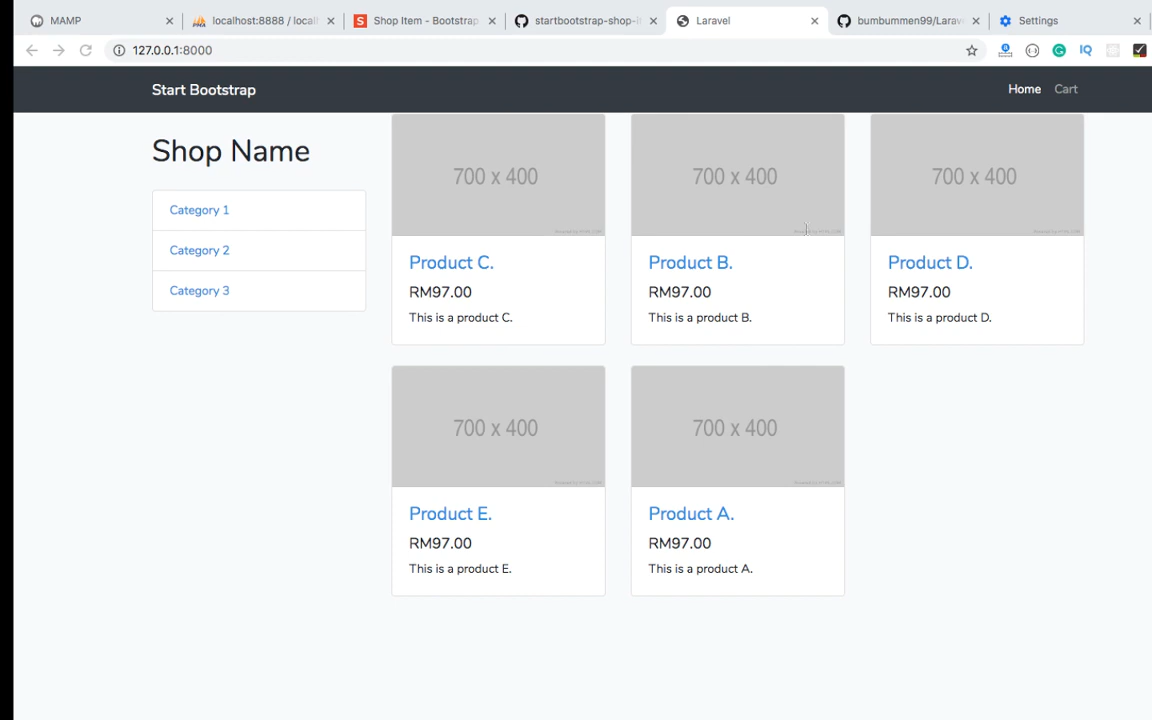 MAMP
localhost:8888 / locall
Shop Item - Bootstrap
startbootstrap-shop-i
Laravel
bumbummen99/Larav
Settings
127.0.0.1:8000
IQ
Start Bootstrap
Home
Cart
Shop Name
Category 1
Category 2
Category 3
700 x 400
Product C.
RM97.00
This is a product C.
700 x 400
Product B.
RM97.00
This is a product B.
700 x 400
Product D.
RM97.00
This is a product D.
700 x 400
Product E.
RM97.00
This is a product E.
700 x 400
Product A.
RM97.00
This is a product A.